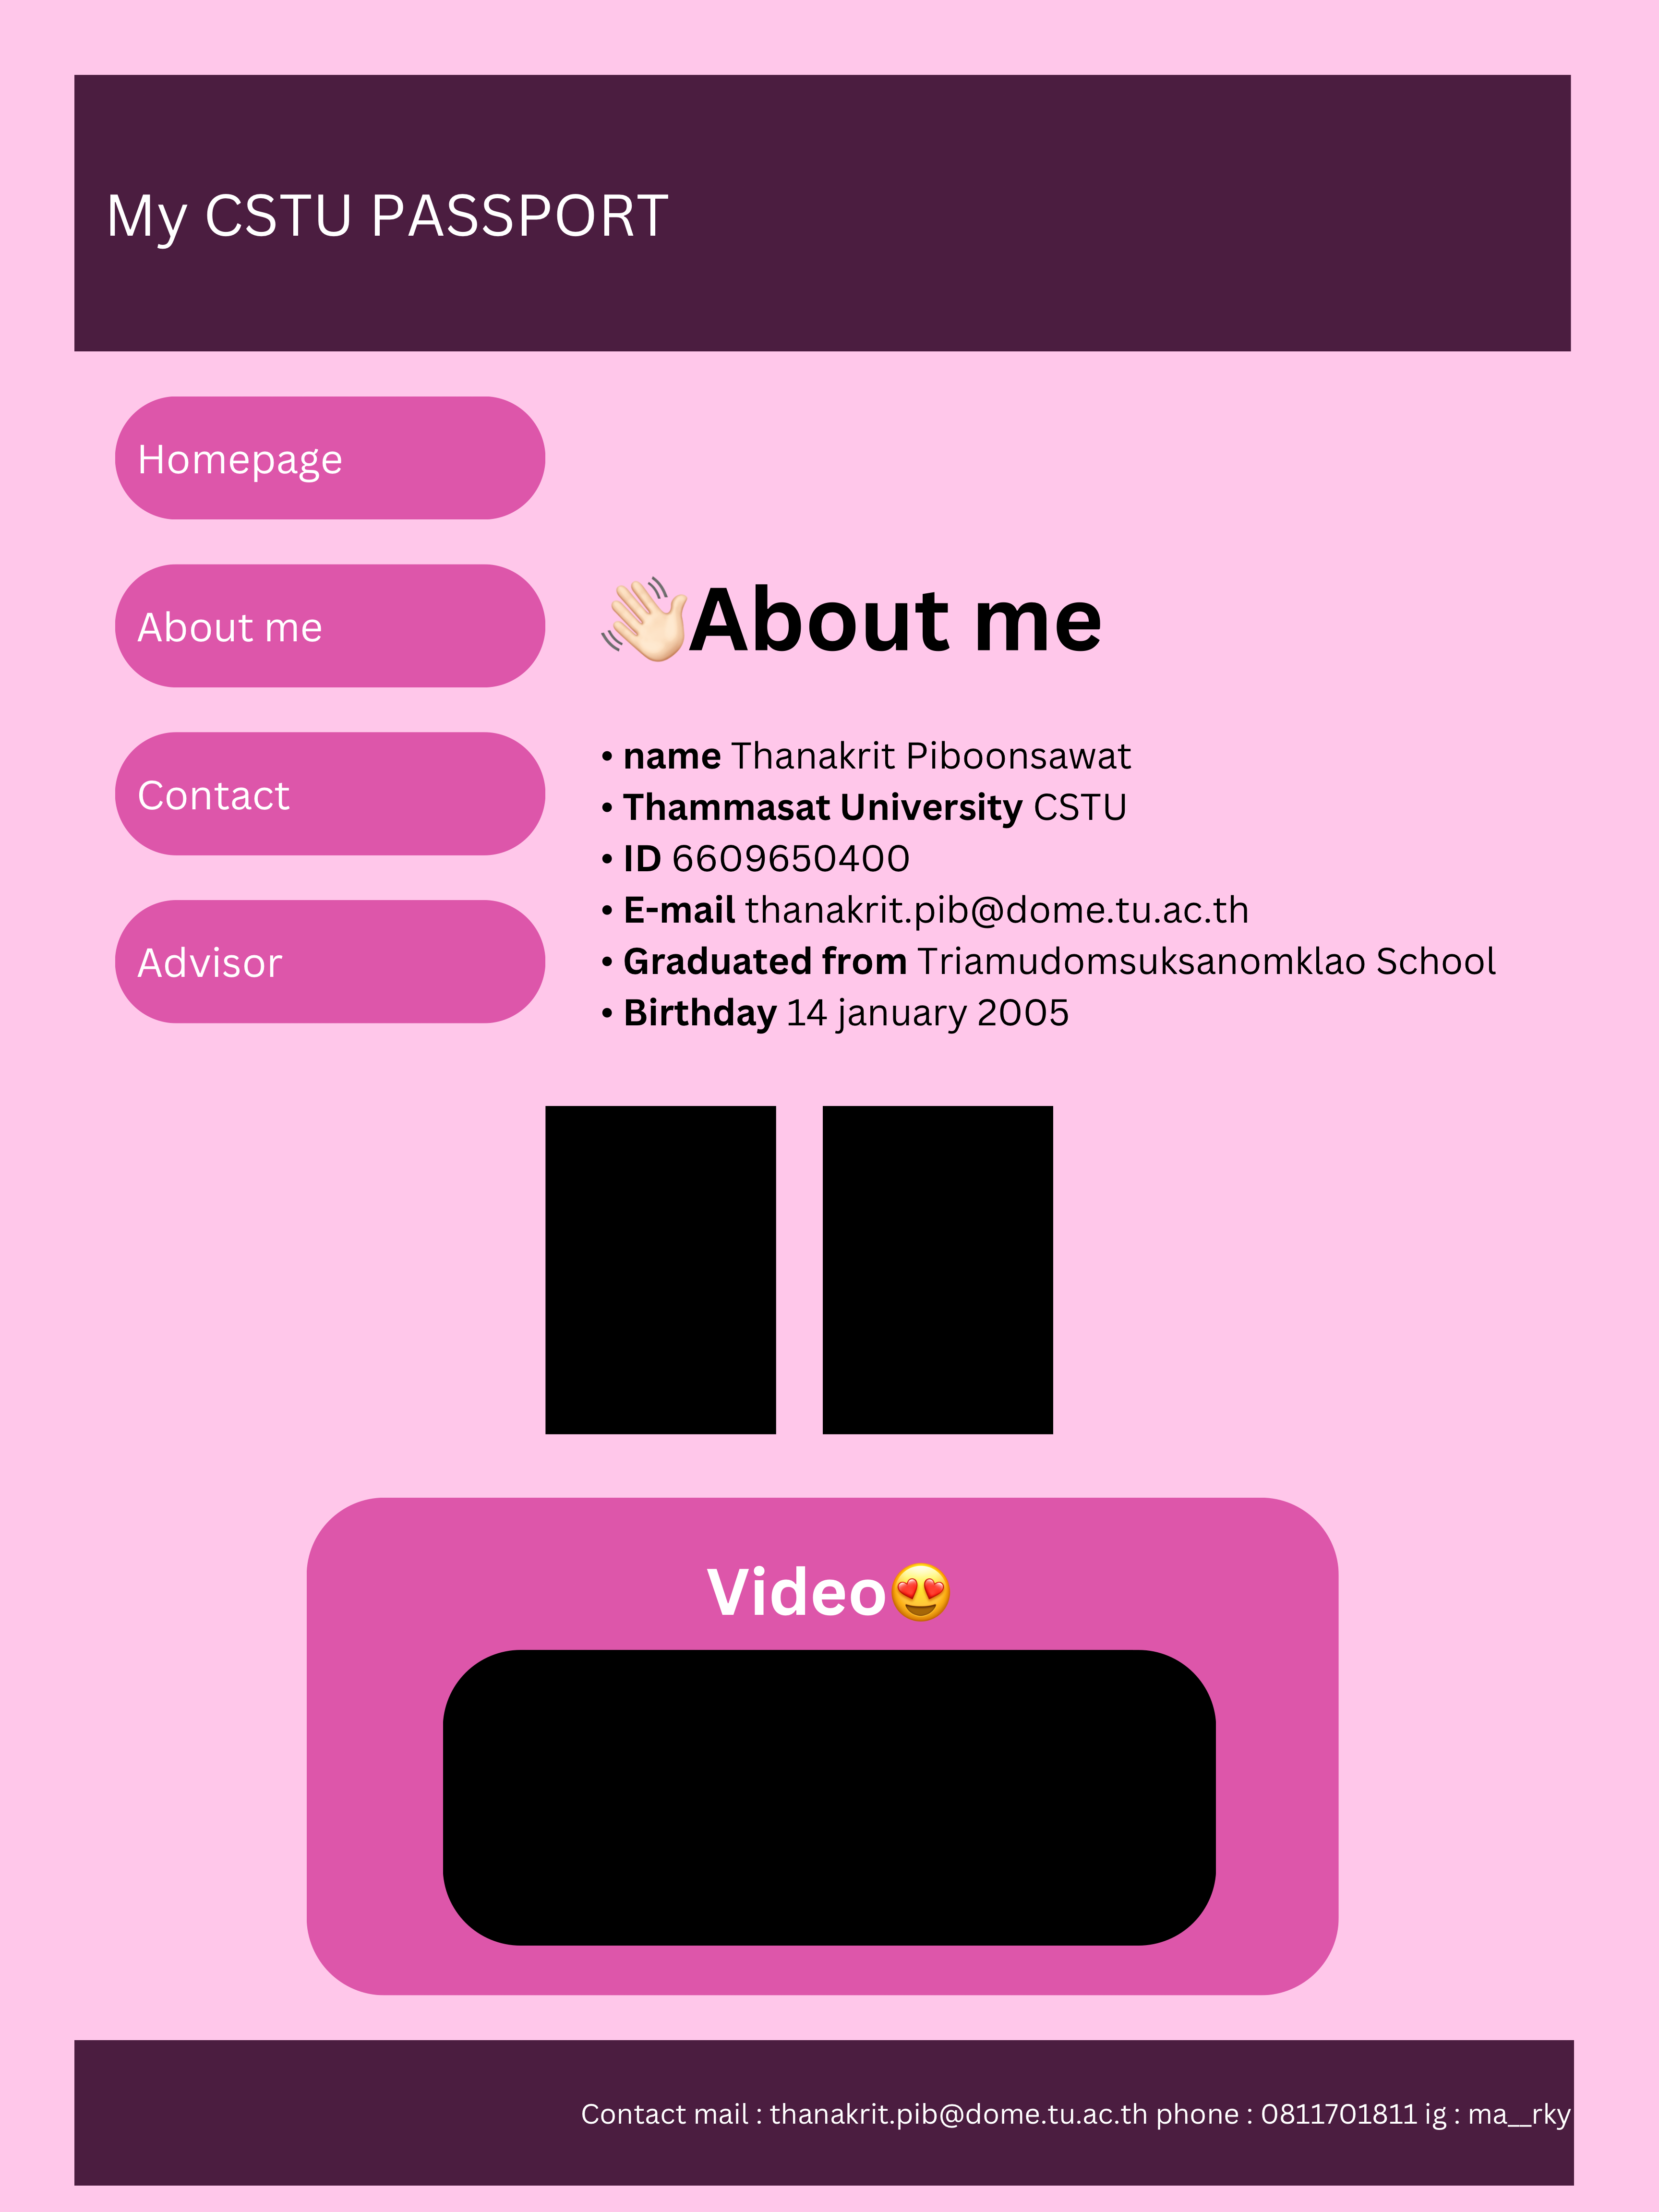 My CSTU PASSPORT
Homepage
About me
Contact
Advisor
👋🏻About me
• name Thanakrit Piboonsawat
• Thammasat University CSTU
• ID 6609650400
• E-mail thanakrit.pib@dome.tu.ac.th
• Graduated from Triamudomsuksanomklao School
• Birthday 14 january 2005
Video😍
Contact mail : thanakrit.pib@dome.tu.ac.th phone : 0811701811 ig : ma__rky